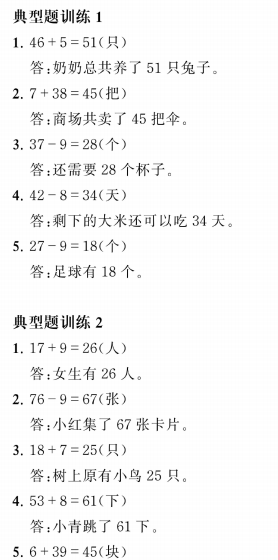 典型题训练 1
1. 46+5=51(只)
答:奶奶总共养了 51 只兔子。
2. 7+38=45(把)
答:商场共卖了 45 把伞。
3. 37-9=28(个)
答:还需要 28 个杯子。
4. 42-8=34(天)
答:剩下的大米还可以吃 34 天。
5. 27-9=18(个)
答:足球有 18 个。
典型题训练 2
1. 17+9=26(人)
答:女生有 26 人。
2. 76-9=67(张)
答:小红集了 67 张卡片。
3. 18+7=25(只)
答:树上原有小鸟 25 只。
4. 53+8=61(下)
答:小青跳了 61 下。
5. 6+39=45(块)